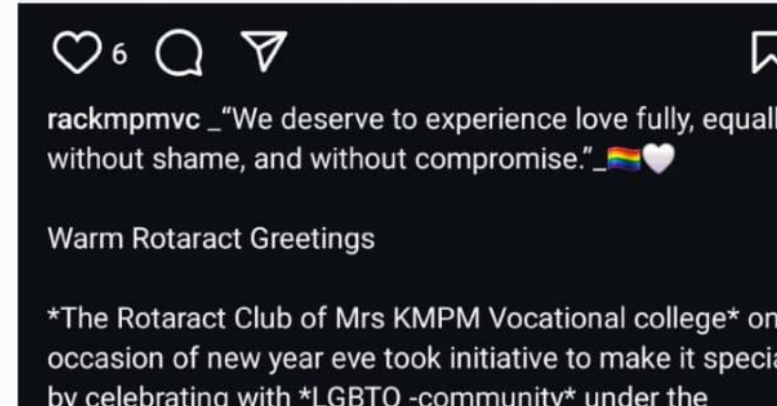 6
rackmpmvc _“We deserve to experience love fully, equall
without shame, and without compromise.”_🏳️‍🌈🤍
Warm Rotaract Greetings
*The Rotaract Club of Mrs KMPM Vocational college* on
occasion of new year eve took initiative to make it specia
by celebrating with *LGBTQ -community* under the